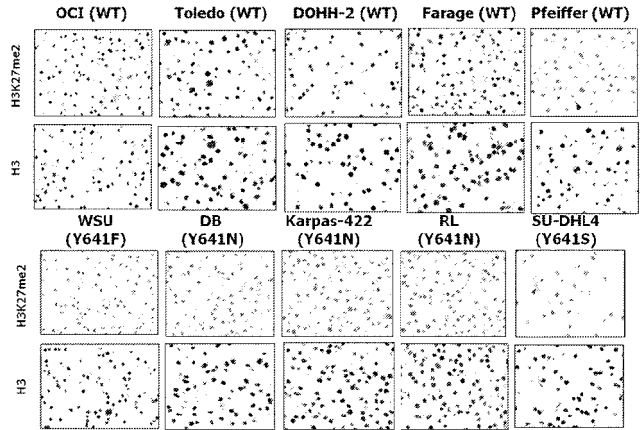 OCI (WT) Toledo (WT) DOHH-2 (WT) Farage (WT) Pfeiffer (WT)
H3K27me2
H3
WSU DB Karpas-422 RL SU-DHL4
(Y641F) (Y641N) (Y641N) (Y641N) (Y641S)
H3K27me2
H3